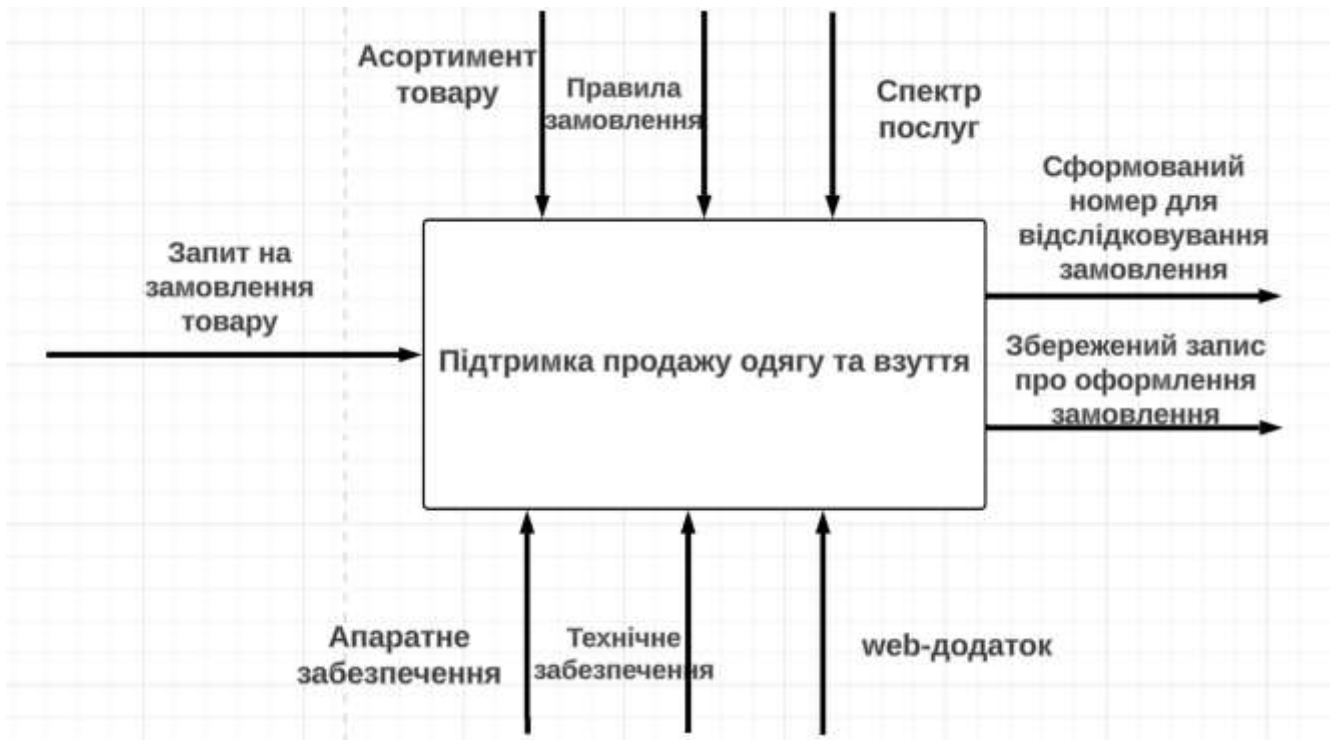 Асортимент
товару
Правила
замовлення
Спектр
послуг
Сформований
номер для
відслідковування
замовлення
Запит на
замовлення
товару
Підтримка продажу одягу та взуття
Збережений запис
про оформлення
замовлення
Апаратне
забезпечення
Технічне
забезпечення
web-додаток